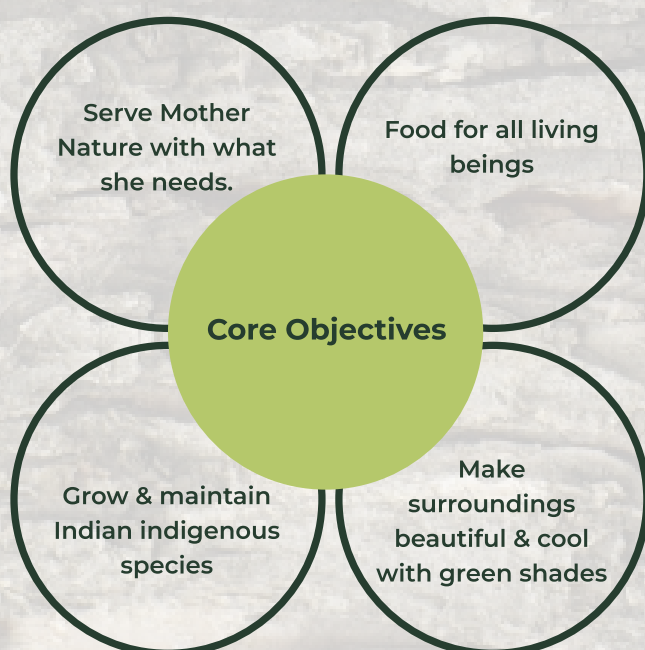 Serve Mother
Nature with what
she needs.
Food for all living
beings
Core Objectives
Grow & maintain
Indian indigenous
species
Make
surroundings
beautiful & cool
with green shades